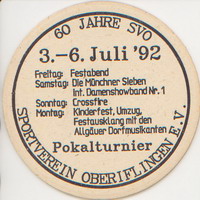 60 JAHRE SVO
3.-6. Juli '92
Freitag: Festabend
Samstag: Die Münchner Sieben
Int. Damenshowband Nr. 1
Sonntag: Crossfire
Montag: Kinderfest, Umzug,
Festausklang mit den
Allgäuer Dorfmusikanten
Pokalturnier
SPORTVEREIN OBERIFLINGEN E.V.